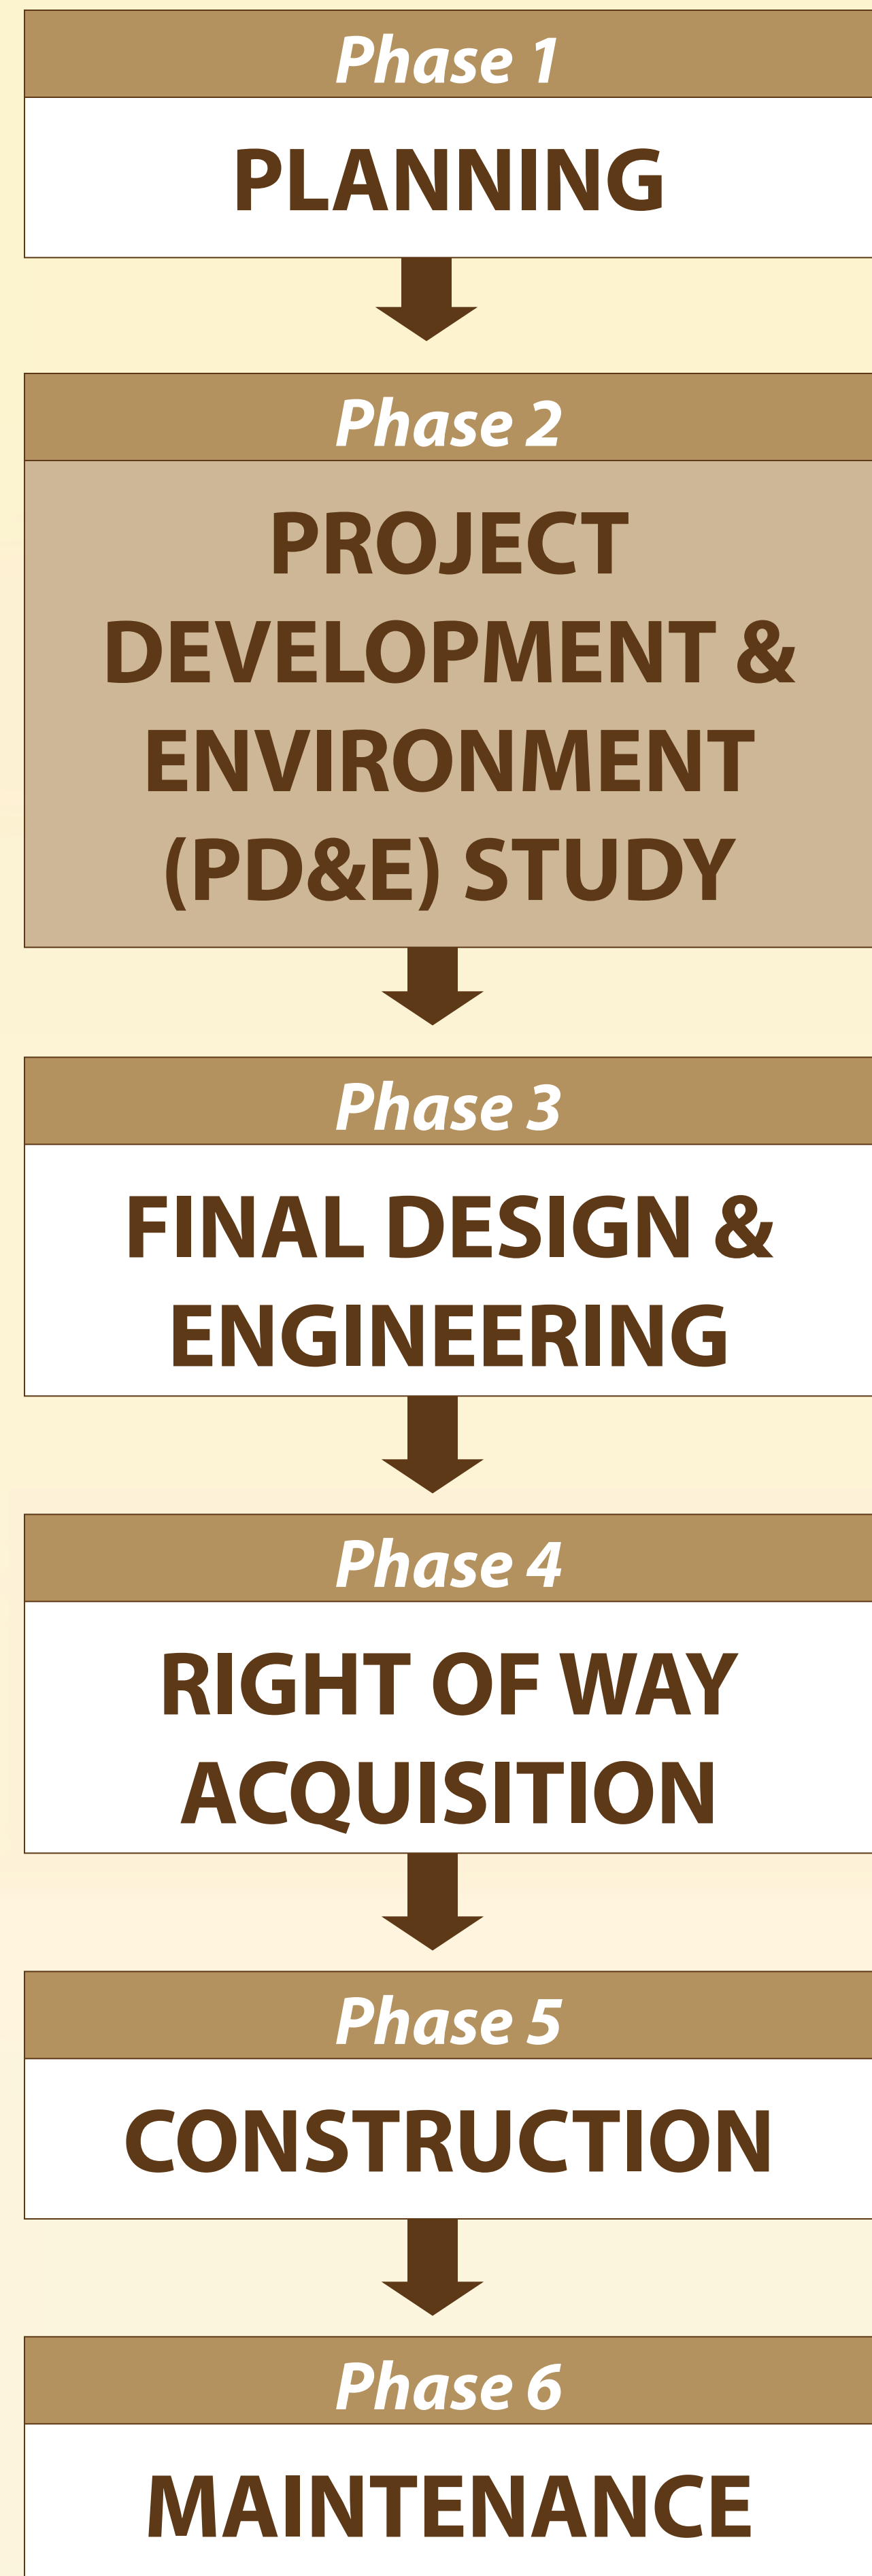 Phase 1
PLANNING
Phase 2
PROJECT
DEVELOPMENT &
ENVIRONMENT
(PD&E) STUDY
Phase 3
FINAL DESIGN &
ENGINEERING
Phase 4
RIGHT OF WAY
ACQUISITION
Phase 5
CONSTRUCTION
Phase 6
MAINTENANCE